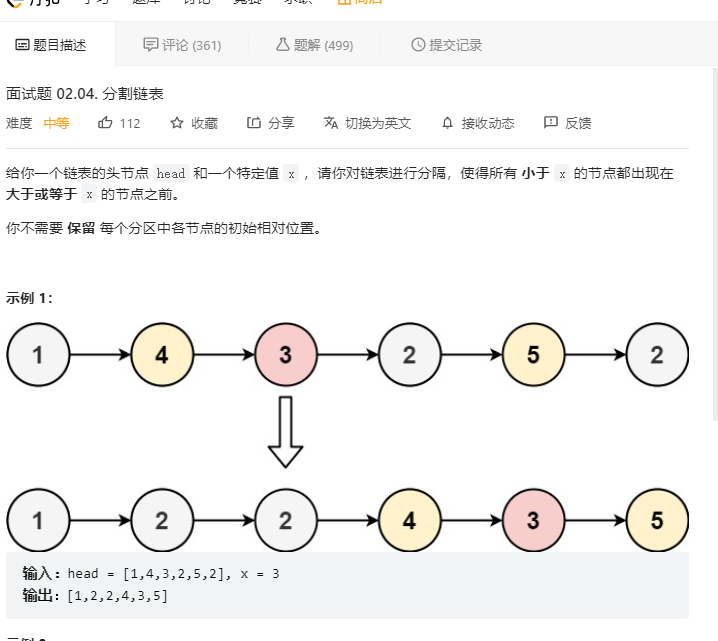 题目描述 评论 (361) 题解 (499) 提交记录
面试题 02.04. 分割链表
难度 中等 112 收藏 分享 切换为英文 接收动态 反馈
给你一个链表的头节点 head 和一个特定值 x ，请你对链表进行分隔，使得所有 小于 x 的节点都出现在
大于或等于 x 的节点之前。
你不需要 保留 每个分区中各节点的初始相对位置。
示例 1：
1 4 3 2 5 2
1 2 2 4 3 5
输入：head = [1,4,3,2,5,2], x = 3
输出：[1,2,2,4,3,5]